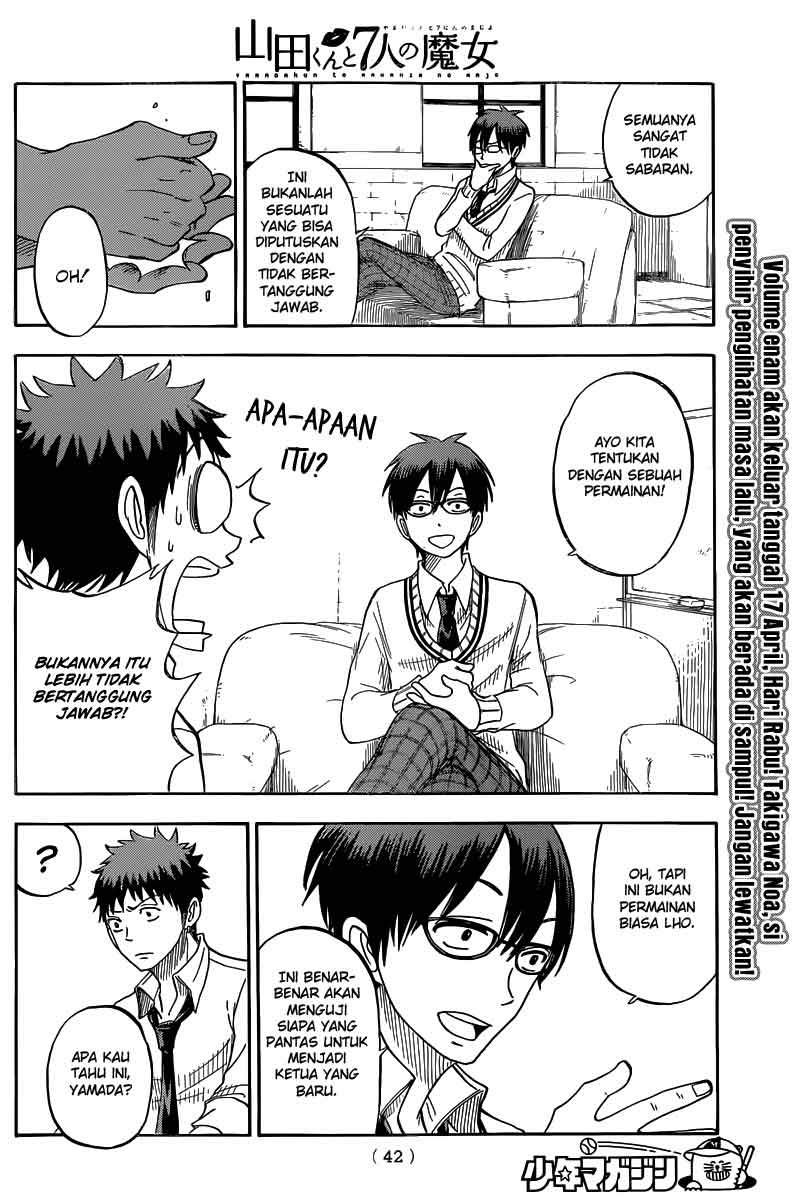 山田くんと7人の魔女
SEMUANYA
SANGAT
TIDAK
SABARAN.
INI
BUKANLAH
SESUATU
YANG BISA
DIPUTUSKAN
DENGAN
TIDAK BER-
TANGGUNG
JAWAB.
OH!
AYO KITA
TENTUKAN
DENGAN SEBUAH
PERMAINAN!
APA-APAAN
ITU?
BUKANNYA ITU
LEBIH TIDAK
BERTANGGUNG
JAWAB?!
OH, TAPI
INI BUKAN
PERMAINAN
BIASA LHO.
INI BENAR-
BENAR AKAN
MENGUJI
SIAPA YANG
PANTAS UNTUK
MENJADI
KETUA YANG
BARU.
?
APA KAU
TAHU INI,
YAMADA?
Volume enam akan keluar tanggal 17 April, Hari Rabu! Takigawa Noa, si
penyihir penglihatan masa lalu, yang akan berada di sampul! Jangan lewatkan!
( 42 )
少年マガジン